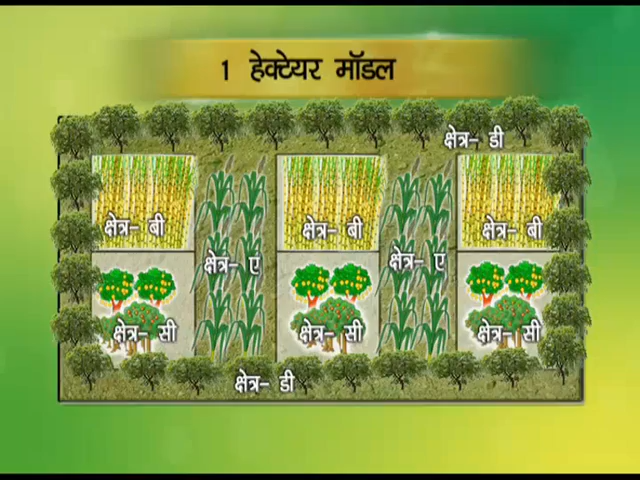 1 हेक्टेयर मॉडल
क्षेत्र- डी
क्षेत्र- बी
क्षेत्र- बी
क्षेत्र- बी
क्षेत्र- ए
क्षेत्र- ए
क्षेत्र- सी
क्षेत्र- सी
क्षेत्र- सी
क्षेत्र- डी